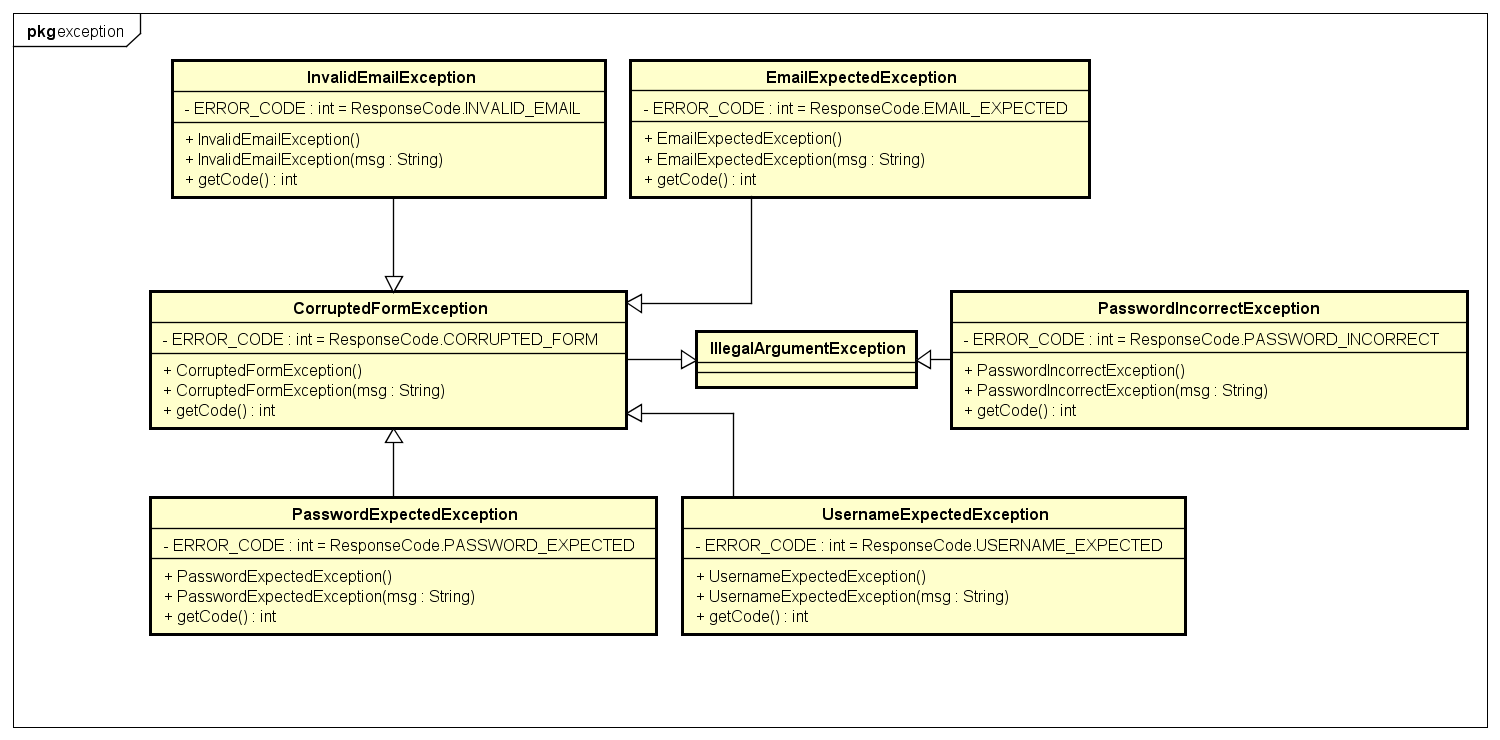 pkg exception
InvalidEmailException
- ERROR_CODE : int = ResponseCode.INVALID_EMAIL
+ InvalidEmailException()
+ InvalidEmailException(msg : String)
+ getCode() : int
EmailExpectedException
- ERROR_CODE : int = ResponseCode.EMAIL_EXPECTED
+ EmailExpectedException()
+ EmailExpectedException(msg : String)
+ getCode() : int
CorruptedFormException
- ERROR_CODE : int = ResponseCode.CORRUPTED_FORM
+ CorruptedFormException()
+ CorruptedFormException(msg : String)
+ getCode() : int
IllegalArgumentException
PasswordIncorrectException
- ERROR_CODE : int = ResponseCode.PASSWORD_INCORRECT
+ PasswordIncorrectException()
+ PasswordIncorrectException(msg : String)
+ getCode() : int
PasswordExpectedException
- ERROR_CODE : int = ResponseCode.PASSWORD_EXPECTED
+ PasswordExpectedException()
+ PasswordExpectedException(msg : String)
+ getCode() : int
UsernameExpectedException
- ERROR_CODE : int = ResponseCode.USERNAME_EXPECTED
+ UsernameExpectedException()
+ UsernameExpectedException(msg : String)
+ getCode() : int